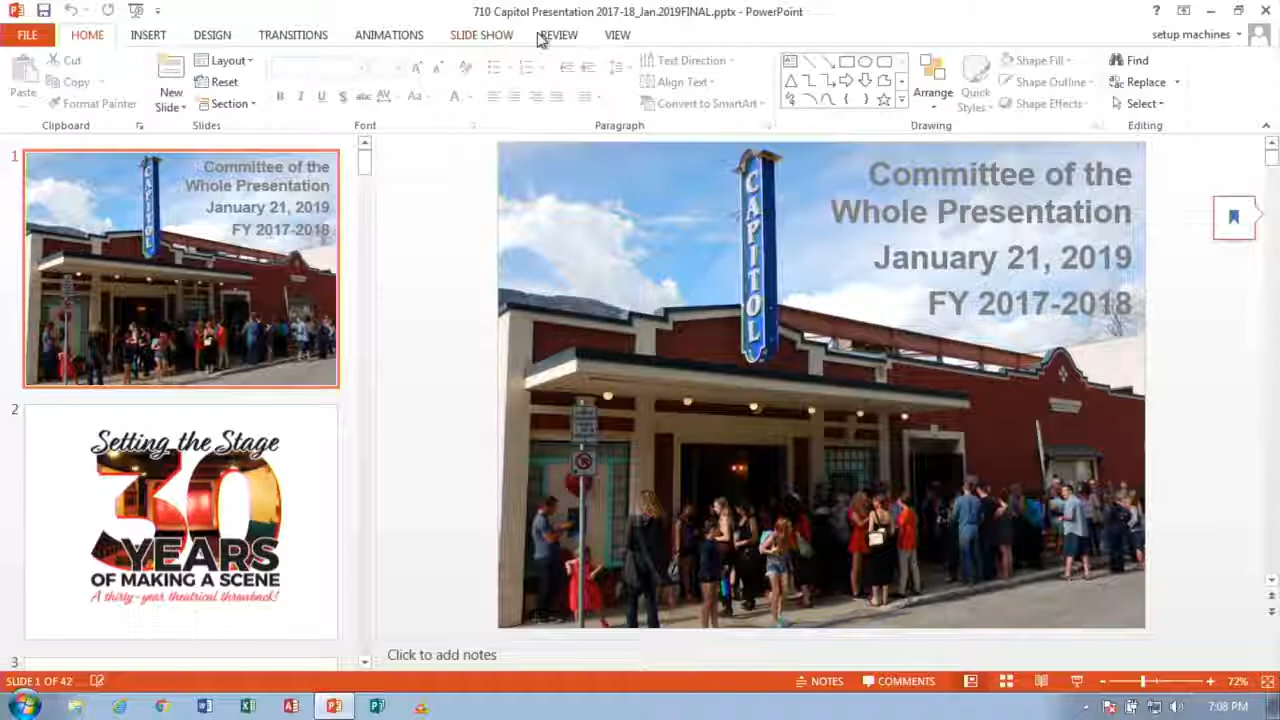 710 Capitol Presentation 2017-18_Jan.2019FINAL.pptx - PowerPoint
FILE HOME INSERT DESIGN TRANSITIONS ANIMATIONS SLIDE SHOW REVIEW VIEW setup machines
Paste
Cut
Copy
Format Painter
New
Slide
Layout
Reset
Section
B I U S abc AV Aa A
Text Direction
Align Text
Convert to SmartArt
Arrange
Quick
Styles
Shape Fill
Shape Outline
Shape Effects
Find
Replace
Select
Clipboard Slides Font Paragraph Drawing Editing
1
Committee of the
Whole Presentation
January 21, 2019
FY 2017-2018
CAPITOL
2
Setting the Stage
30
YEARS
OF MAKING A SCENE
A thirty-year theatrical throwback!
3
Committee of the
Whole Presentation
January 21, 2019
FY 2017-2018
CAPITOL
Click to add notes
SLIDE 1 OF 42 NOTES COMMENTS 72%
7:08 PM